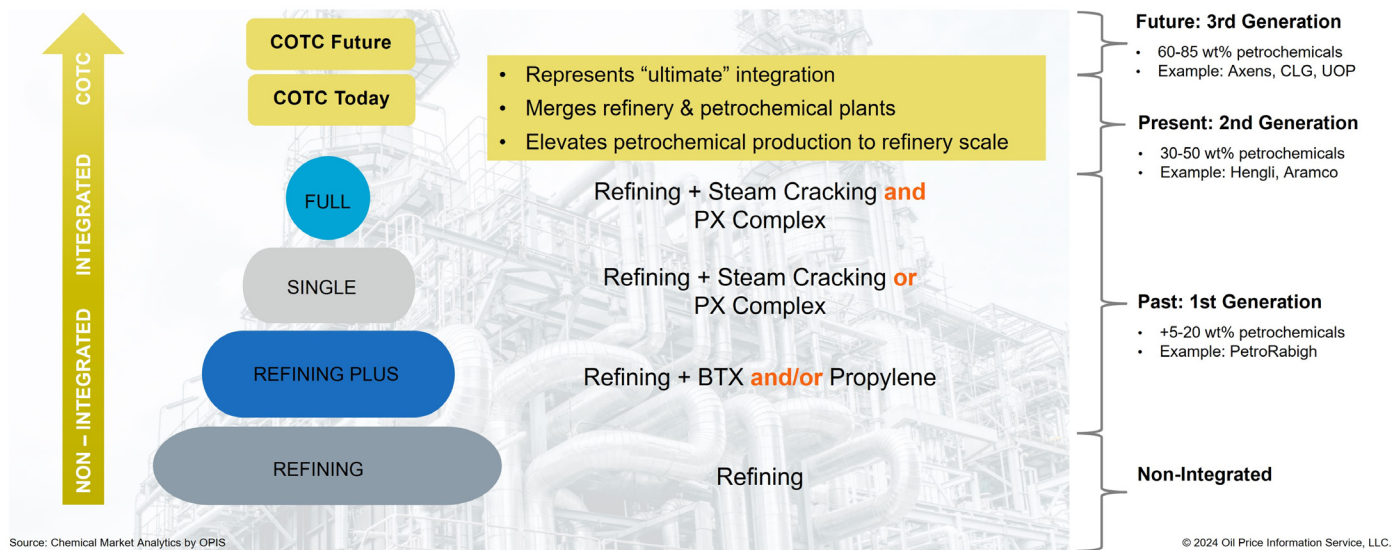 NON – INTEGRATED INTEGRATED COTC
COTC Future
COTC Today
• Represents “ultimate” integration
• Merges refinery & petrochemical plants
• Elevates petrochemical production to refinery scale
FULL
Refining + Steam Cracking and
PX Complex
SINGLE
Refining + Steam Cracking or
PX Complex
REFINING PLUS
Refining + BTX and/or Propylene
REFINING
Refining
Future: 3rd Generation
• 60-85 wt% petrochemicals
• Example: Axens, CLG, UOP
Present: 2nd Generation
• 30-50 wt% petrochemicals
• Example: Hengli, Aramco
Past: 1st Generation
• +5-20 wt% petrochemicals
• Example: PetroRabigh
Non-Integrated
Source: Chemical Market Analytics by OPIS
© 2024 Oil Price Information Service, LLC.